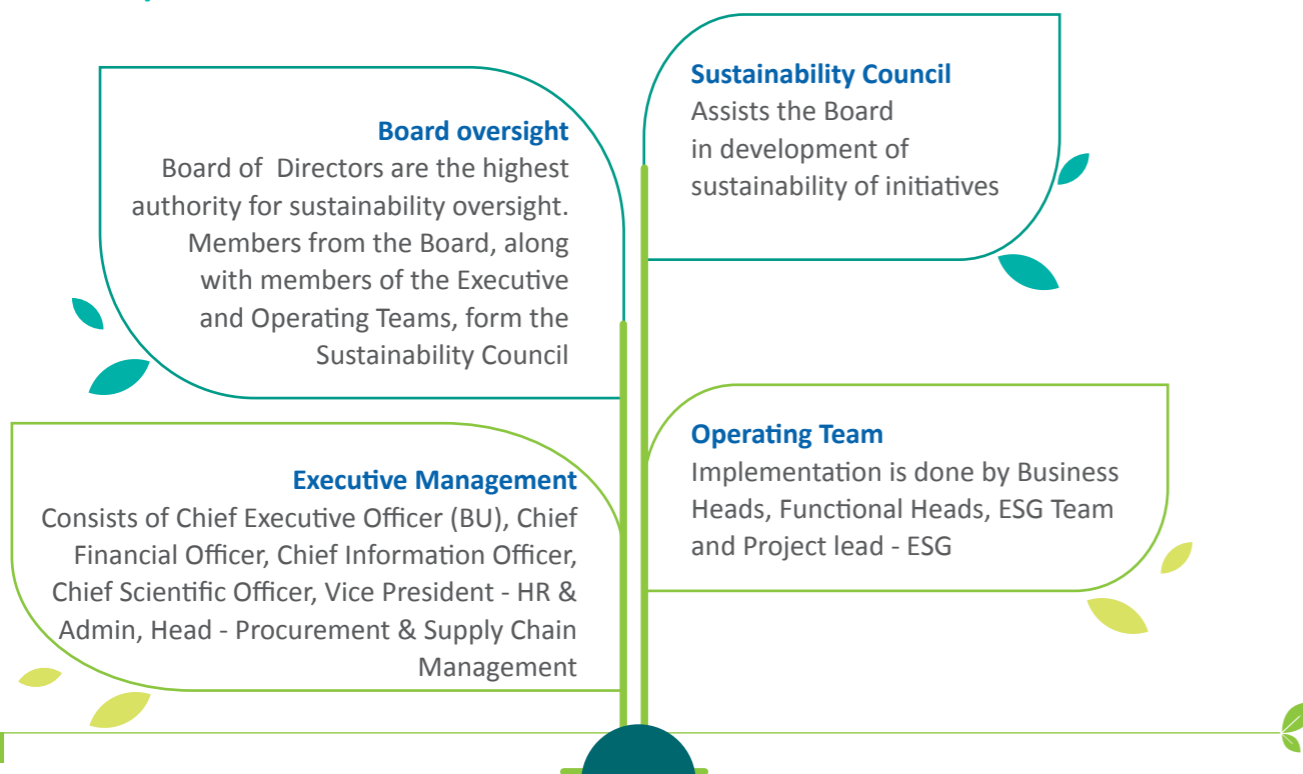 Board oversight
Board of Directors are the highest
authority for sustainability oversight.
Members from the Board, along
with members of the Executive
and Operating Teams, form the
Sustainability Council
Sustainability Council
Assists the Board
in development of
sustainability of initiatives
Executive Management
Consists of Chief Executive Officer (BU), Chief
Financial Officer, Chief Information Officer,
Chief Scientific Officer, Vice President - HR &
Admin, Head - Procurement & Supply Chain
Management
Operating Team
Implementation is done by Business
Heads, Functional Heads, ESG Team
and Project lead - ESG